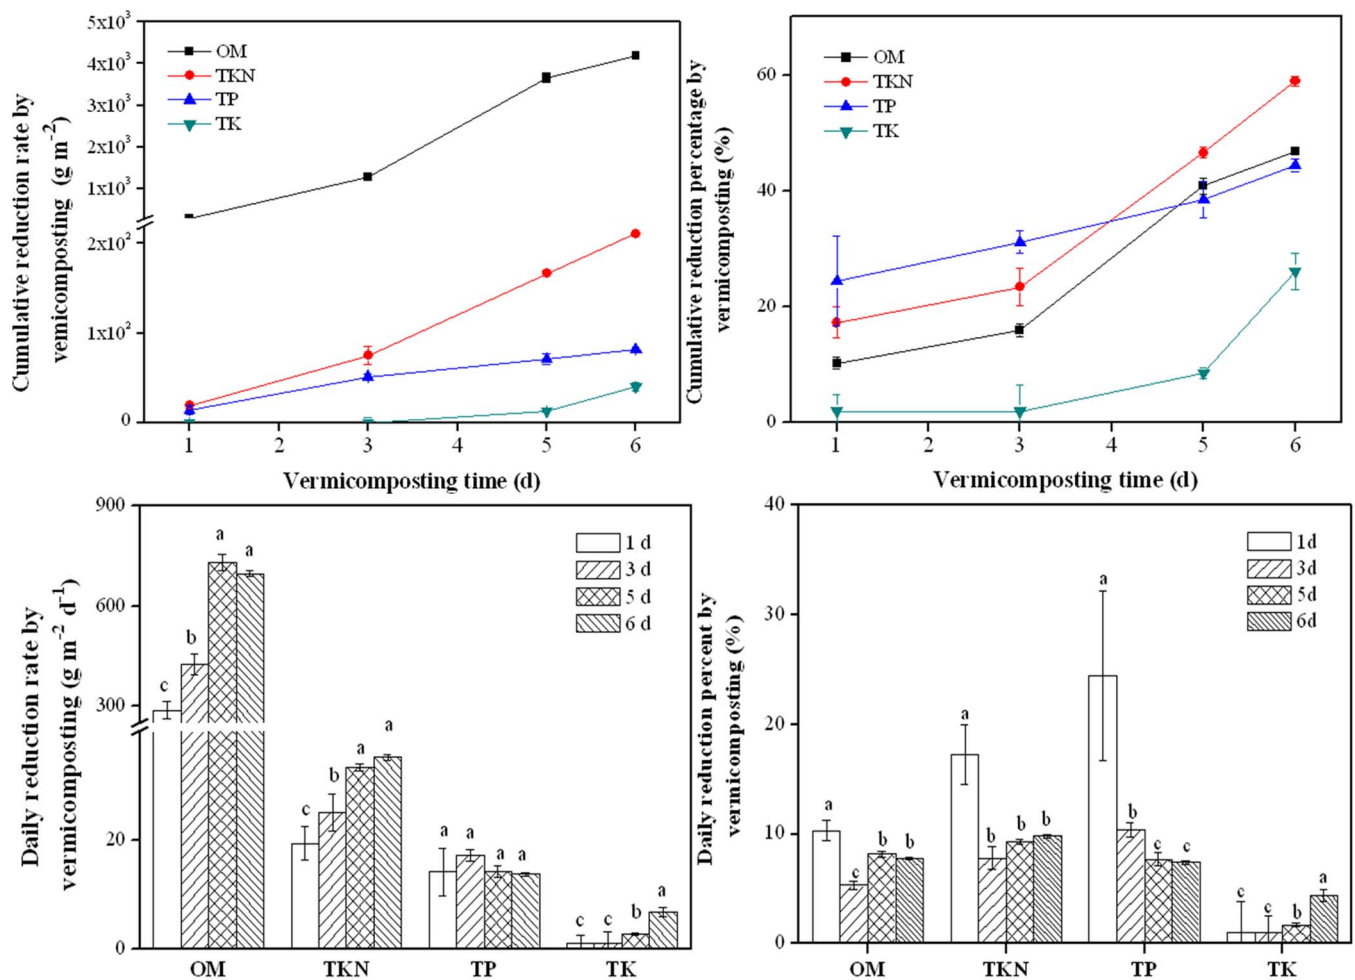 5x10³
4x10³
3x10³
2x10³
1x10³
2x10²
1x10²
0
OM
TKN
TP
TK
1 2 3 4 5 6
Vermicomposting time (d)
Cumulative reduction rate by
vemicomposting (g m⁻²)
60
40
20
0
OM
TKN
TP
TK
1 2 3 4 5 6
Vermicomposting time (d)
Cumulative reduction percentage by
vermicomposting (%)
900
600
300
20
0
1 d
3 d
5 d
6 d
c b a a
c b a a
a a a a
c c b a
OM TKN TP TK
Daily reduction rate by
vermicomposting (g m⁻² d⁻¹)
40
30
20
10
0
1d
3d
5d
6d
a c b b
a b b b
a b c c
c c b a
OM TKN TP TK
Daily reduction percent by
vermicomposting (%)